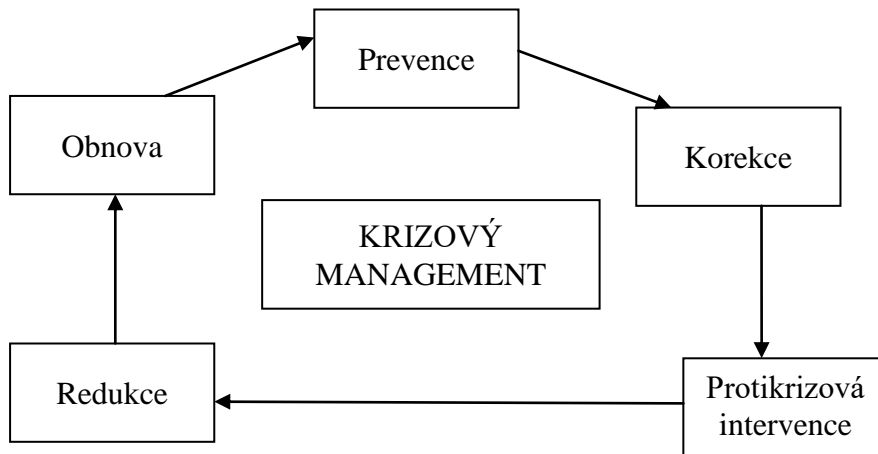 Prevence
Obnova
Korekce
KRIZOVÝ
MANAGEMENT
Redukce
Protikrizová
intervence